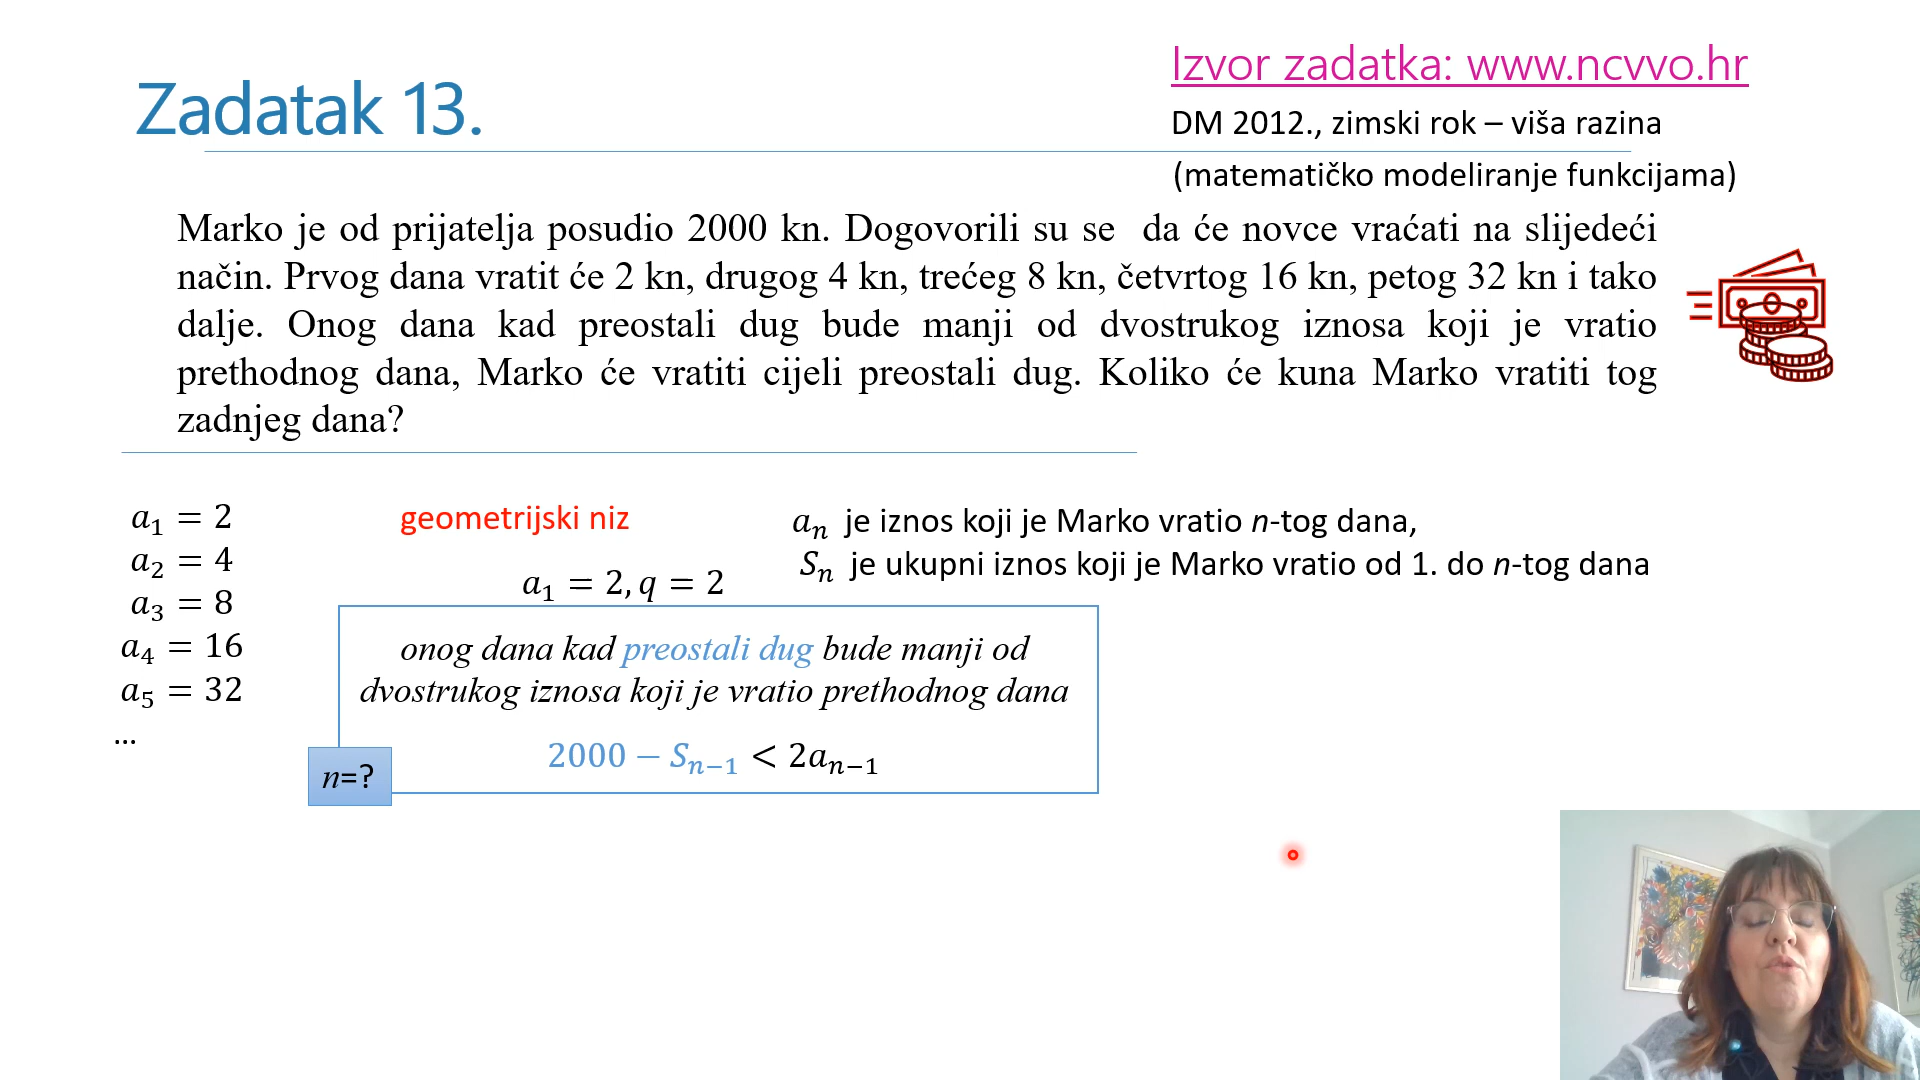 Izvor zadatka: www.ncvvo.hr
Zadatak 13.
DM 2012., zimski rok – viša razina
(matematičko modeliranje funkcijama)
Marko je od prijatelja posudio 2000 kn. Dogovorili su se da će novce vraćati na slijedeći
način. Prvog dana vratit će 2 kn, drugog 4 kn, trećeg 8 kn, četvrtog 16 kn, petog 32 kn i tako
dalje. Onog dana kad preostali dug bude manji od dvostrukog iznosa koji je vratio
prethodnog dana, Marko će vratiti cijeli preostali dug. Koliko će kuna Marko vratiti tog
zadnjeg dana?
a₁ = 2
a₂ = 4
a₃ = 8
a₄ = 16
a₅ = 32
...
geometrijski niz
a₁ = 2, q = 2
aₙ je iznos koji je Marko vratio n-tog dana,
Sₙ je ukupni iznos koji je Marko vratio od 1. do n-tog dana
onog dana kad preostali dug bude manji od
dvostrukog iznosa koji je vratio prethodnog dana
2000 − Sₙ₋₁ < 2aₙ₋₁
n=?